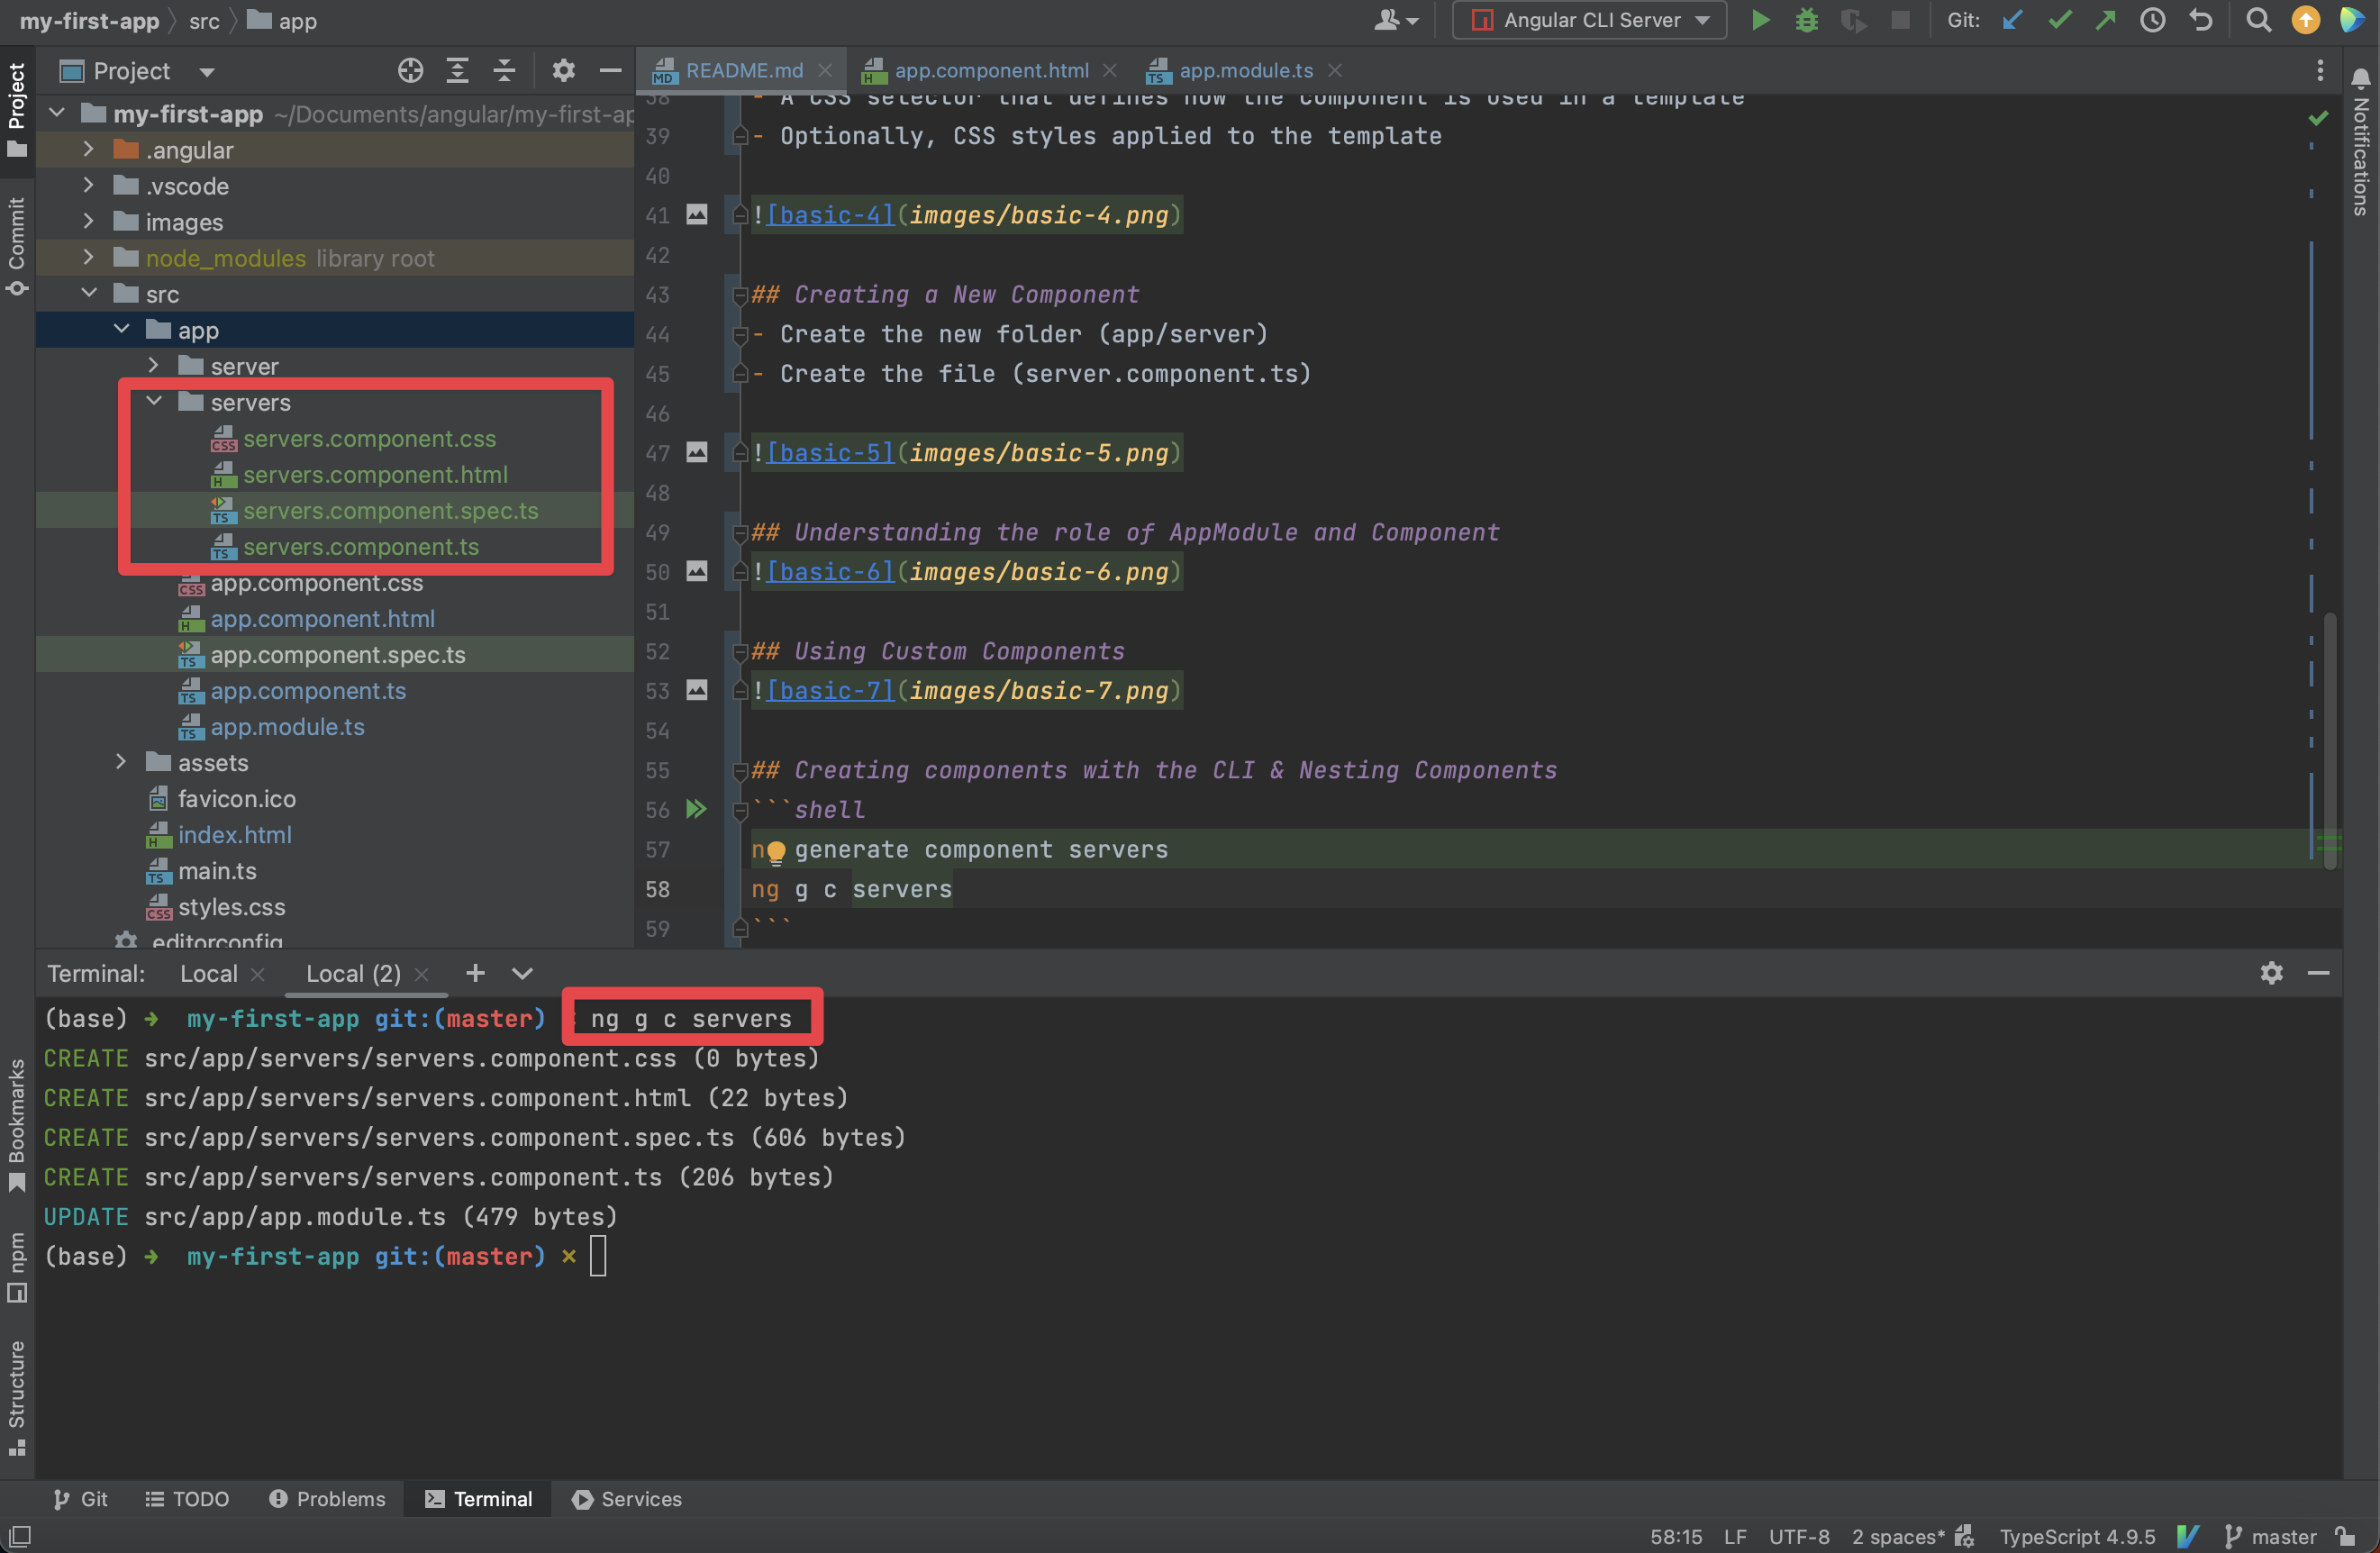 my-first-app src app
Angular CLI Server
Git:
Project
README.md
app.component.html
app.module.ts
Project
Commit
Bookmarks
npm
Structure
Notifications
my-first-app ~/Documents/angular/my-first-ap
.angular
.vscode
images
node_modules library root
src
app
server
servers
servers.component.css
servers.component.html
servers.component.spec.ts
servers.component.ts
app.component.css
app.component.html
app.component.spec.ts
app.component.ts
app.module.ts
assets
favicon.ico
index.html
main.ts
styles.css
.editorconfig
38 - A CSS selector that defines how the component is used in a template
39 - Optionally, CSS styles applied to the template
40
41 ![basic-4](images/basic-4.png)
42
43 ## Creating a New Component
44 - Create the new folder (app/server)
45 - Create the file (server.component.ts)
46
47 ![basic-5](images/basic-5.png)
48
49 ## Understanding the role of AppModule and Component
50 ![basic-6](images/basic-6.png)
51
52 ## Using Custom Components
53 ![basic-7](images/basic-7.png)
54
55 ## Creating components with the CLI & Nesting Components
56 ```shell
57 n generate component servers
58 ng g c servers
59 ```
Terminal: Local Local (2)
(base) ➜ my-first-app git:(master) ng g c servers
CREATE src/app/servers/servers.component.css (0 bytes)
CREATE src/app/servers/servers.component.html (22 bytes)
CREATE src/app/servers/servers.component.spec.ts (606 bytes)
CREATE src/app/servers/servers.component.ts (206 bytes)
UPDATE src/app/app.module.ts (479 bytes)
(base) ➜ my-first-app git:(master) ✗
Git TODO Problems Terminal Services
58:15 LF UTF-8 2 spaces* TypeScript 4.9.5 master